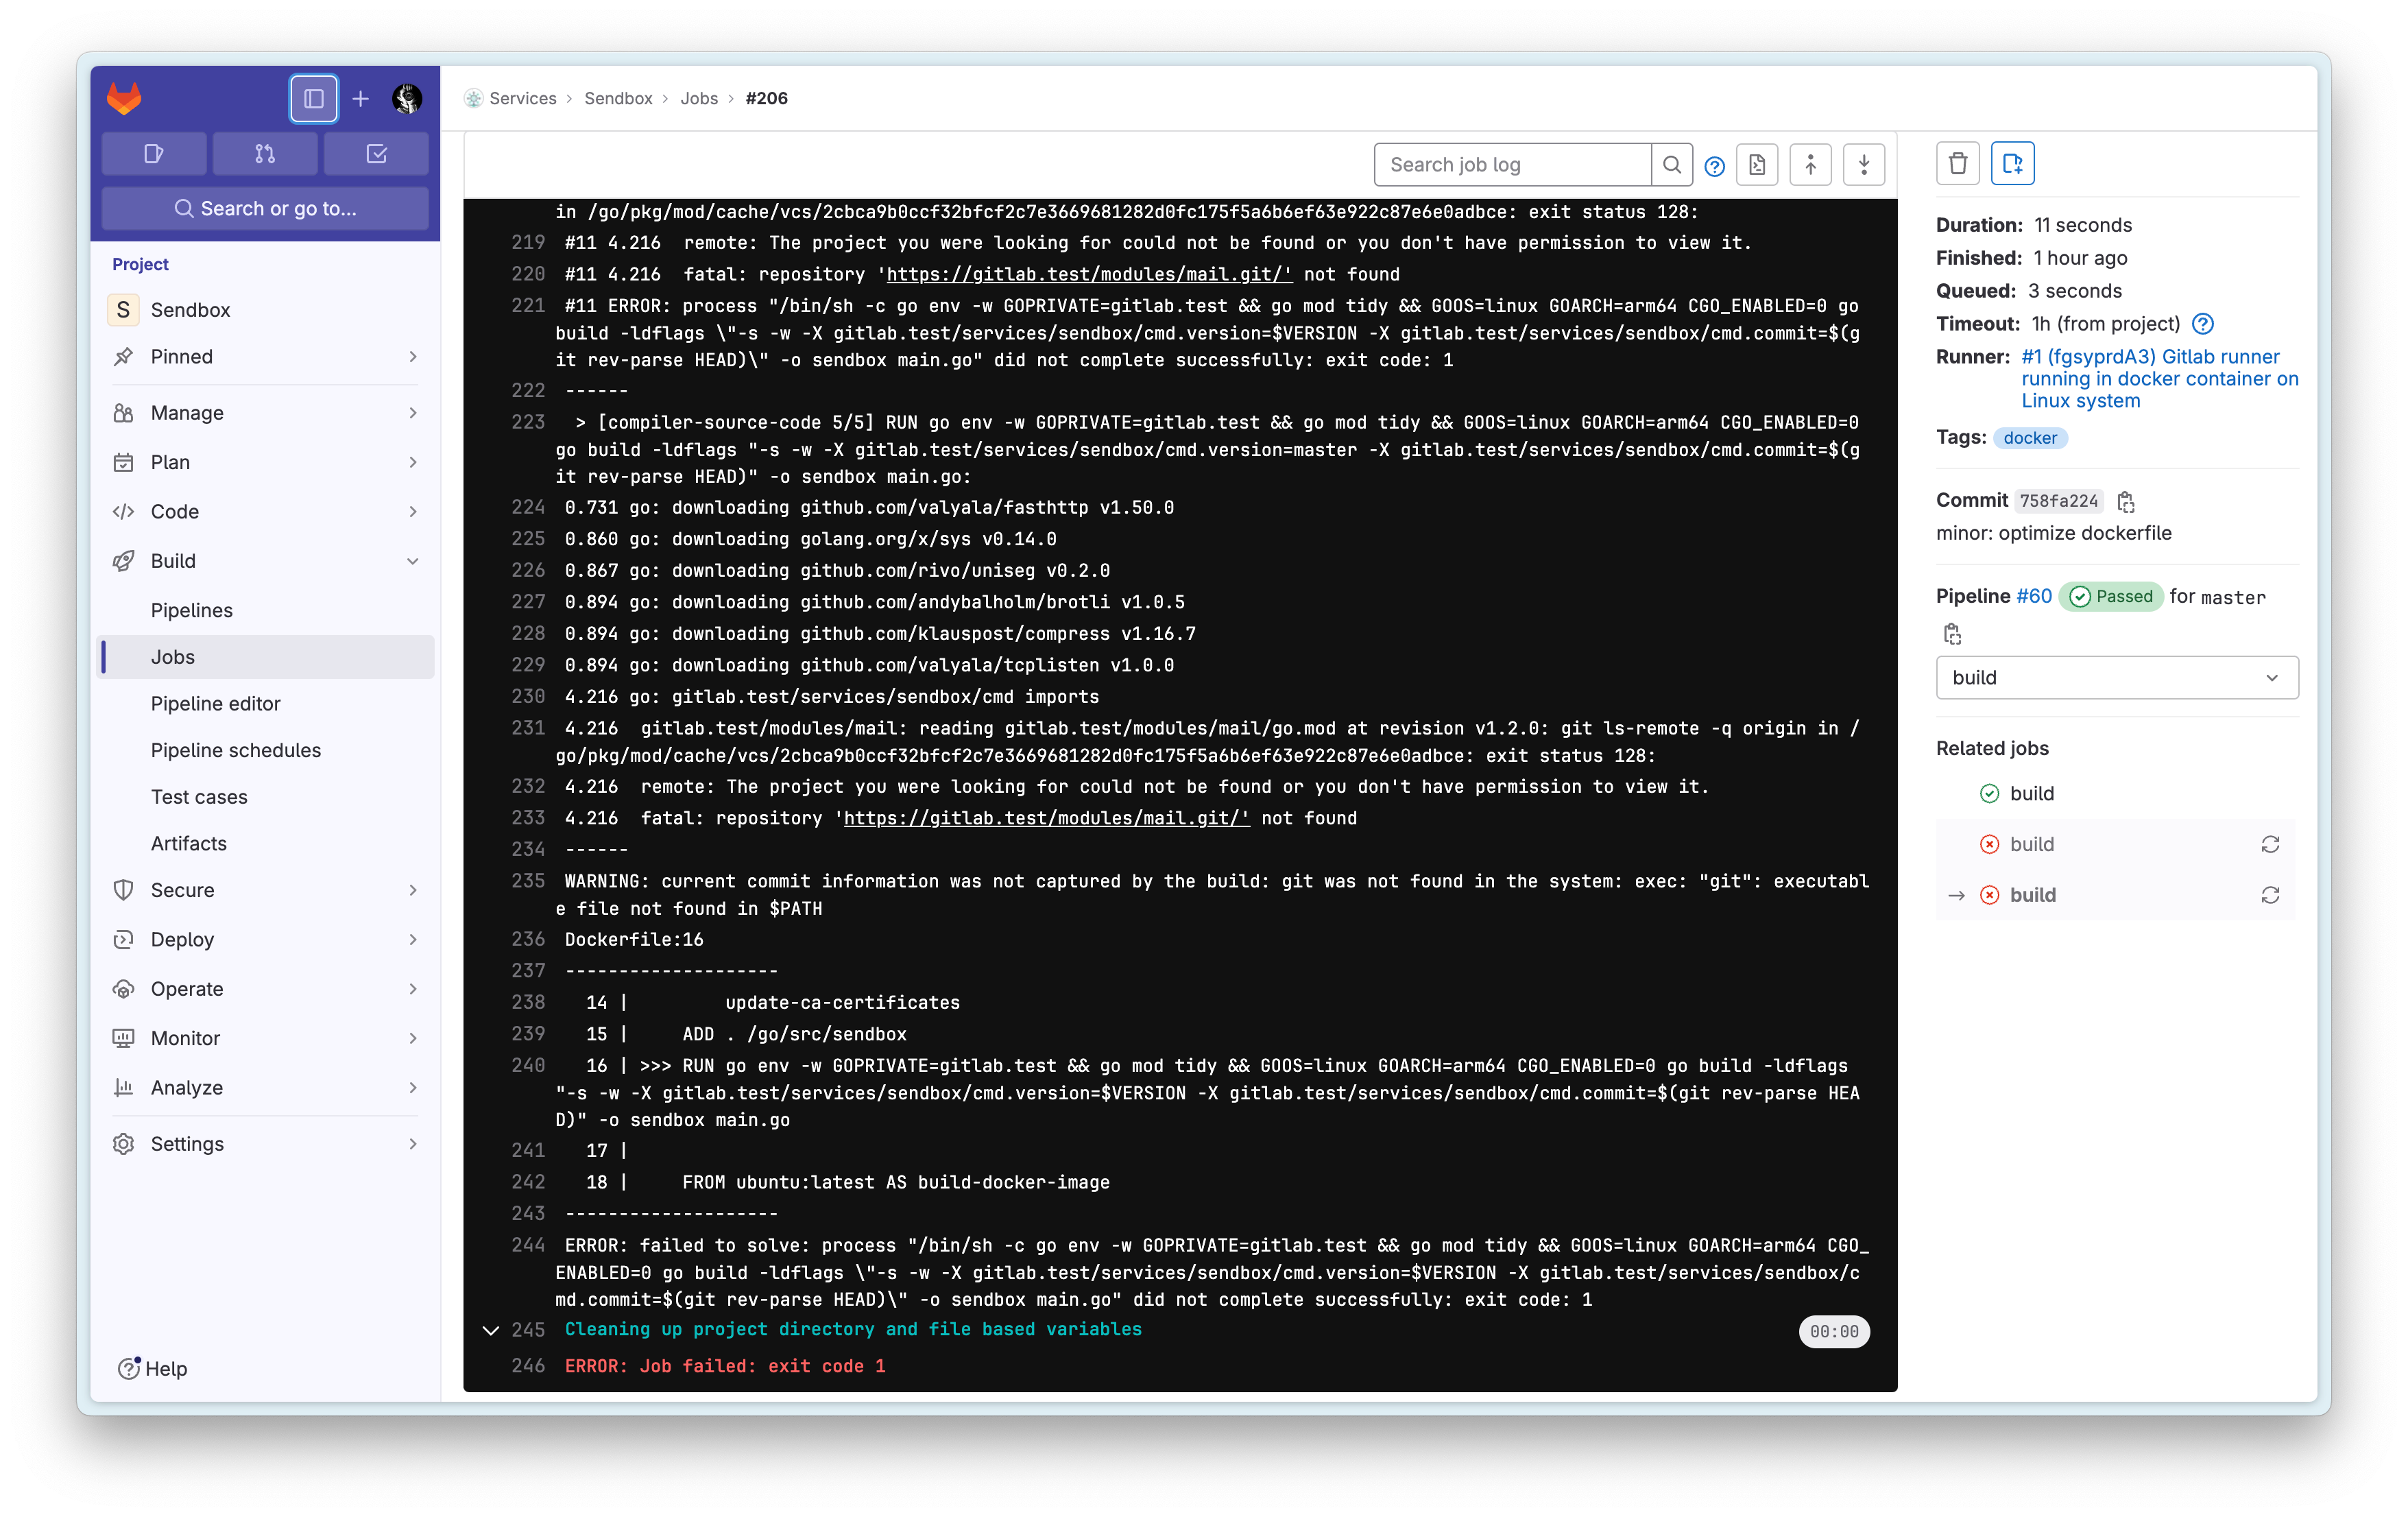 Services › Sendbox › Jobs › #206
Search or go to...
Project
S Sendbox
Pinned
Manage
Plan
Code
Build
Pipelines
Jobs
Pipeline editor
Pipeline schedules
Test cases
Artifacts
Secure
Deploy
Operate
Monitor
Analyze
Settings
Help
Search job log
in /go/pkg/mod/cache/vcs/2cbca9b0ccf32bfcf2c7e3669681282d0fc175f5a6b6ef63e922c87e6e0adbce: exit status 128:
219 #11 4.216  remote: The project you were looking for could not be found or you don't have permission to view it.
220 #11 4.216  fatal: repository 'https://gitlab.test/modules/mail.git/' not found
221 #11 ERROR: process "/bin/sh -c go env -w GOPRIVATE=gitlab.test && go mod tidy && GOOS=linux GOARCH=arm64 CGO_ENABLED=0 go
build -ldflags \"-s -w -X gitlab.test/services/sendbox/cmd.version=$VERSION -X gitlab.test/services/sendbox/cmd.commit=$(g
it rev-parse HEAD)\" -o sendbox main.go" did not complete successfully: exit code: 1
222 ------
223  > [compiler-source-code 5/5] RUN go env -w GOPRIVATE=gitlab.test && go mod tidy && GOOS=linux GOARCH=arm64 CGO_ENABLED=0
go build -ldflags "-s -w -X gitlab.test/services/sendbox/cmd.version=master -X gitlab.test/services/sendbox/cmd.commit=$(g
it rev-parse HEAD)" -o sendbox main.go:
224 0.731 go: downloading github.com/valyala/fasthttp v1.50.0
225 0.860 go: downloading golang.org/x/sys v0.14.0
226 0.867 go: downloading github.com/rivo/uniseg v0.2.0
227 0.894 go: downloading github.com/andybalholm/brotli v1.0.5
228 0.894 go: downloading github.com/klauspost/compress v1.16.7
229 0.894 go: downloading github.com/valyala/tcplisten v1.0.0
230 4.216 go: gitlab.test/services/sendbox/cmd imports
231 4.216  gitlab.test/modules/mail: reading gitlab.test/modules/mail/go.mod at revision v1.2.0: git ls-remote -q origin in /
go/pkg/mod/cache/vcs/2cbca9b0ccf32bfcf2c7e3669681282d0fc175f5a6b6ef63e922c87e6e0adbce: exit status 128:
232 4.216  remote: The project you were looking for could not be found or you don't have permission to view it.
233 4.216  fatal: repository 'https://gitlab.test/modules/mail.git/' not found
234 ------
235 WARNING: current commit information was not captured by the build: git was not found in the system: exec: "git": executabl
e file not found in $PATH
236 Dockerfile:16
237 --------------------
238   14 |         update-ca-certificates
239   15 |     ADD . /go/src/sendbox
240   16 | >>> RUN go env -w GOPRIVATE=gitlab.test && go mod tidy && GOOS=linux GOARCH=arm64 CGO_ENABLED=0 go build -ldflags
"-s -w -X gitlab.test/services/sendbox/cmd.version=$VERSION -X gitlab.test/services/sendbox/cmd.commit=$(git rev-parse HEA
D)" -o sendbox main.go
241   17 |
242   18 |     FROM ubuntu:latest AS build-docker-image
243 --------------------
244 ERROR: failed to solve: process "/bin/sh -c go env -w GOPRIVATE=gitlab.test && go mod tidy && GOOS=linux GOARCH=arm64 CGO_
ENABLED=0 go build -ldflags \"-s -w -X gitlab.test/services/sendbox/cmd.version=$VERSION -X gitlab.test/services/sendbox/c
md.commit=$(git rev-parse HEAD)\" -o sendbox main.go" did not complete successfully: exit code: 1
245 Cleaning up project directory and file based variables 00:00
246 ERROR: Job failed: exit code 1
Duration: 11 seconds
Finished: 1 hour ago
Queued: 3 seconds
Timeout: 1h (from project)
Runner: #1 (fgsyprdA3) Gitlab runner
running in docker container on
Linux system
Tags: docker
Commit 758fa224
minor: optimize dockerfile
Pipeline #60 Passed for master
build
Related jobs
build
build
build